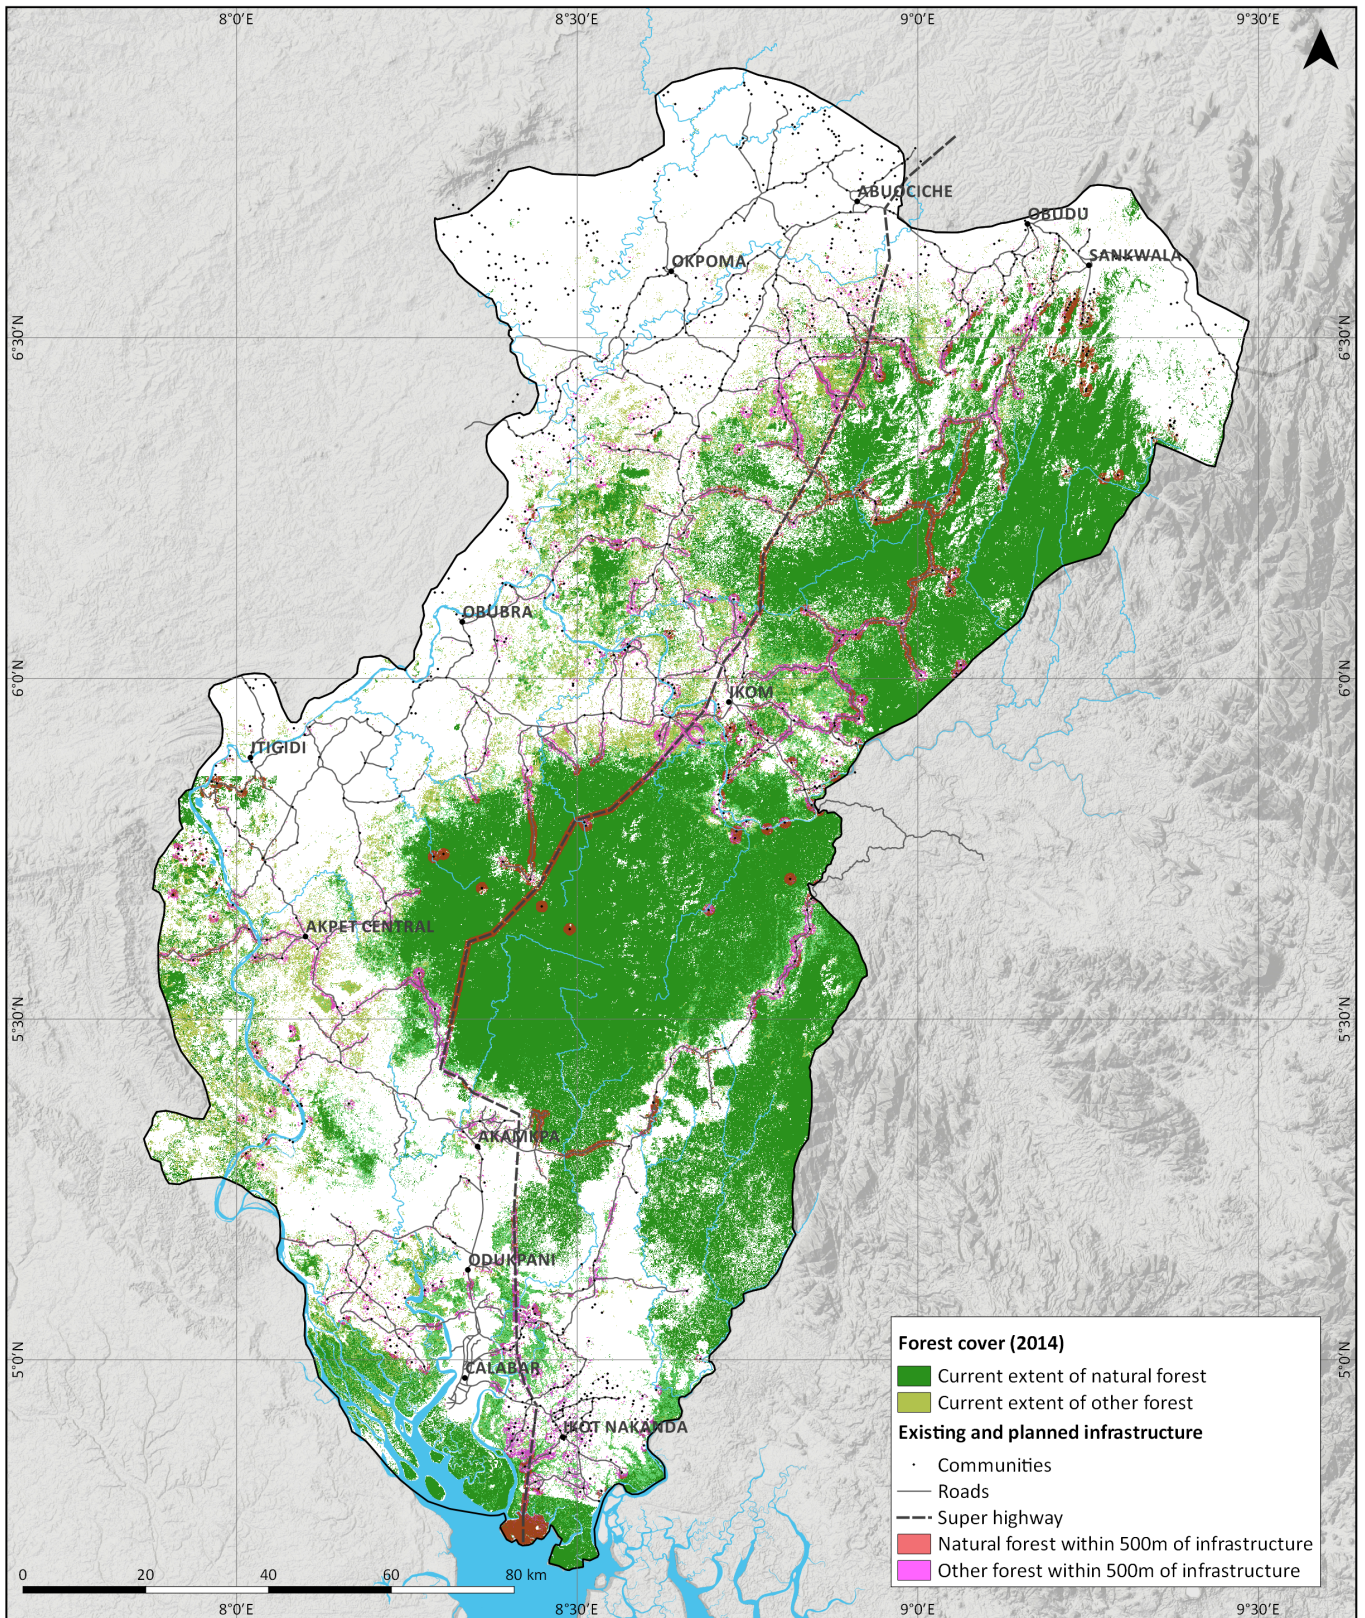 8°0'E 8°30'E 9°0'E 9°30'E
ABUOCICHE
OBUDU
OKPOMA
SANKWALA
6°30'N 6°30'N
OBUBRA
6°0'N 6°0'N
IKOM
ITIGIDI
AKPET CENTRAL
5°30'N 5°30'N
AKAMKPA
ODUKPANI
5°0'N 5°0'N
CALABAR
IKOT NAKANDA
Forest cover (2014)
Current extent of natural forest
Current extent of other forest
Existing and planned infrastructure
Communities
Roads
Super highway
Natural forest within 500m of infrastructure
Other forest within 500m of infrastructure
0 20 40 60 80 km
8°0'E 8°30'E 9°0'E 9°30'E